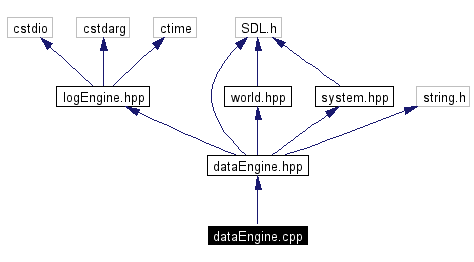 cstdio
cstdarg
ctime
SDL.h
logEngine.hpp
world.hpp
system.hpp
string.h
dataEngine.hpp
dataEngine.cpp